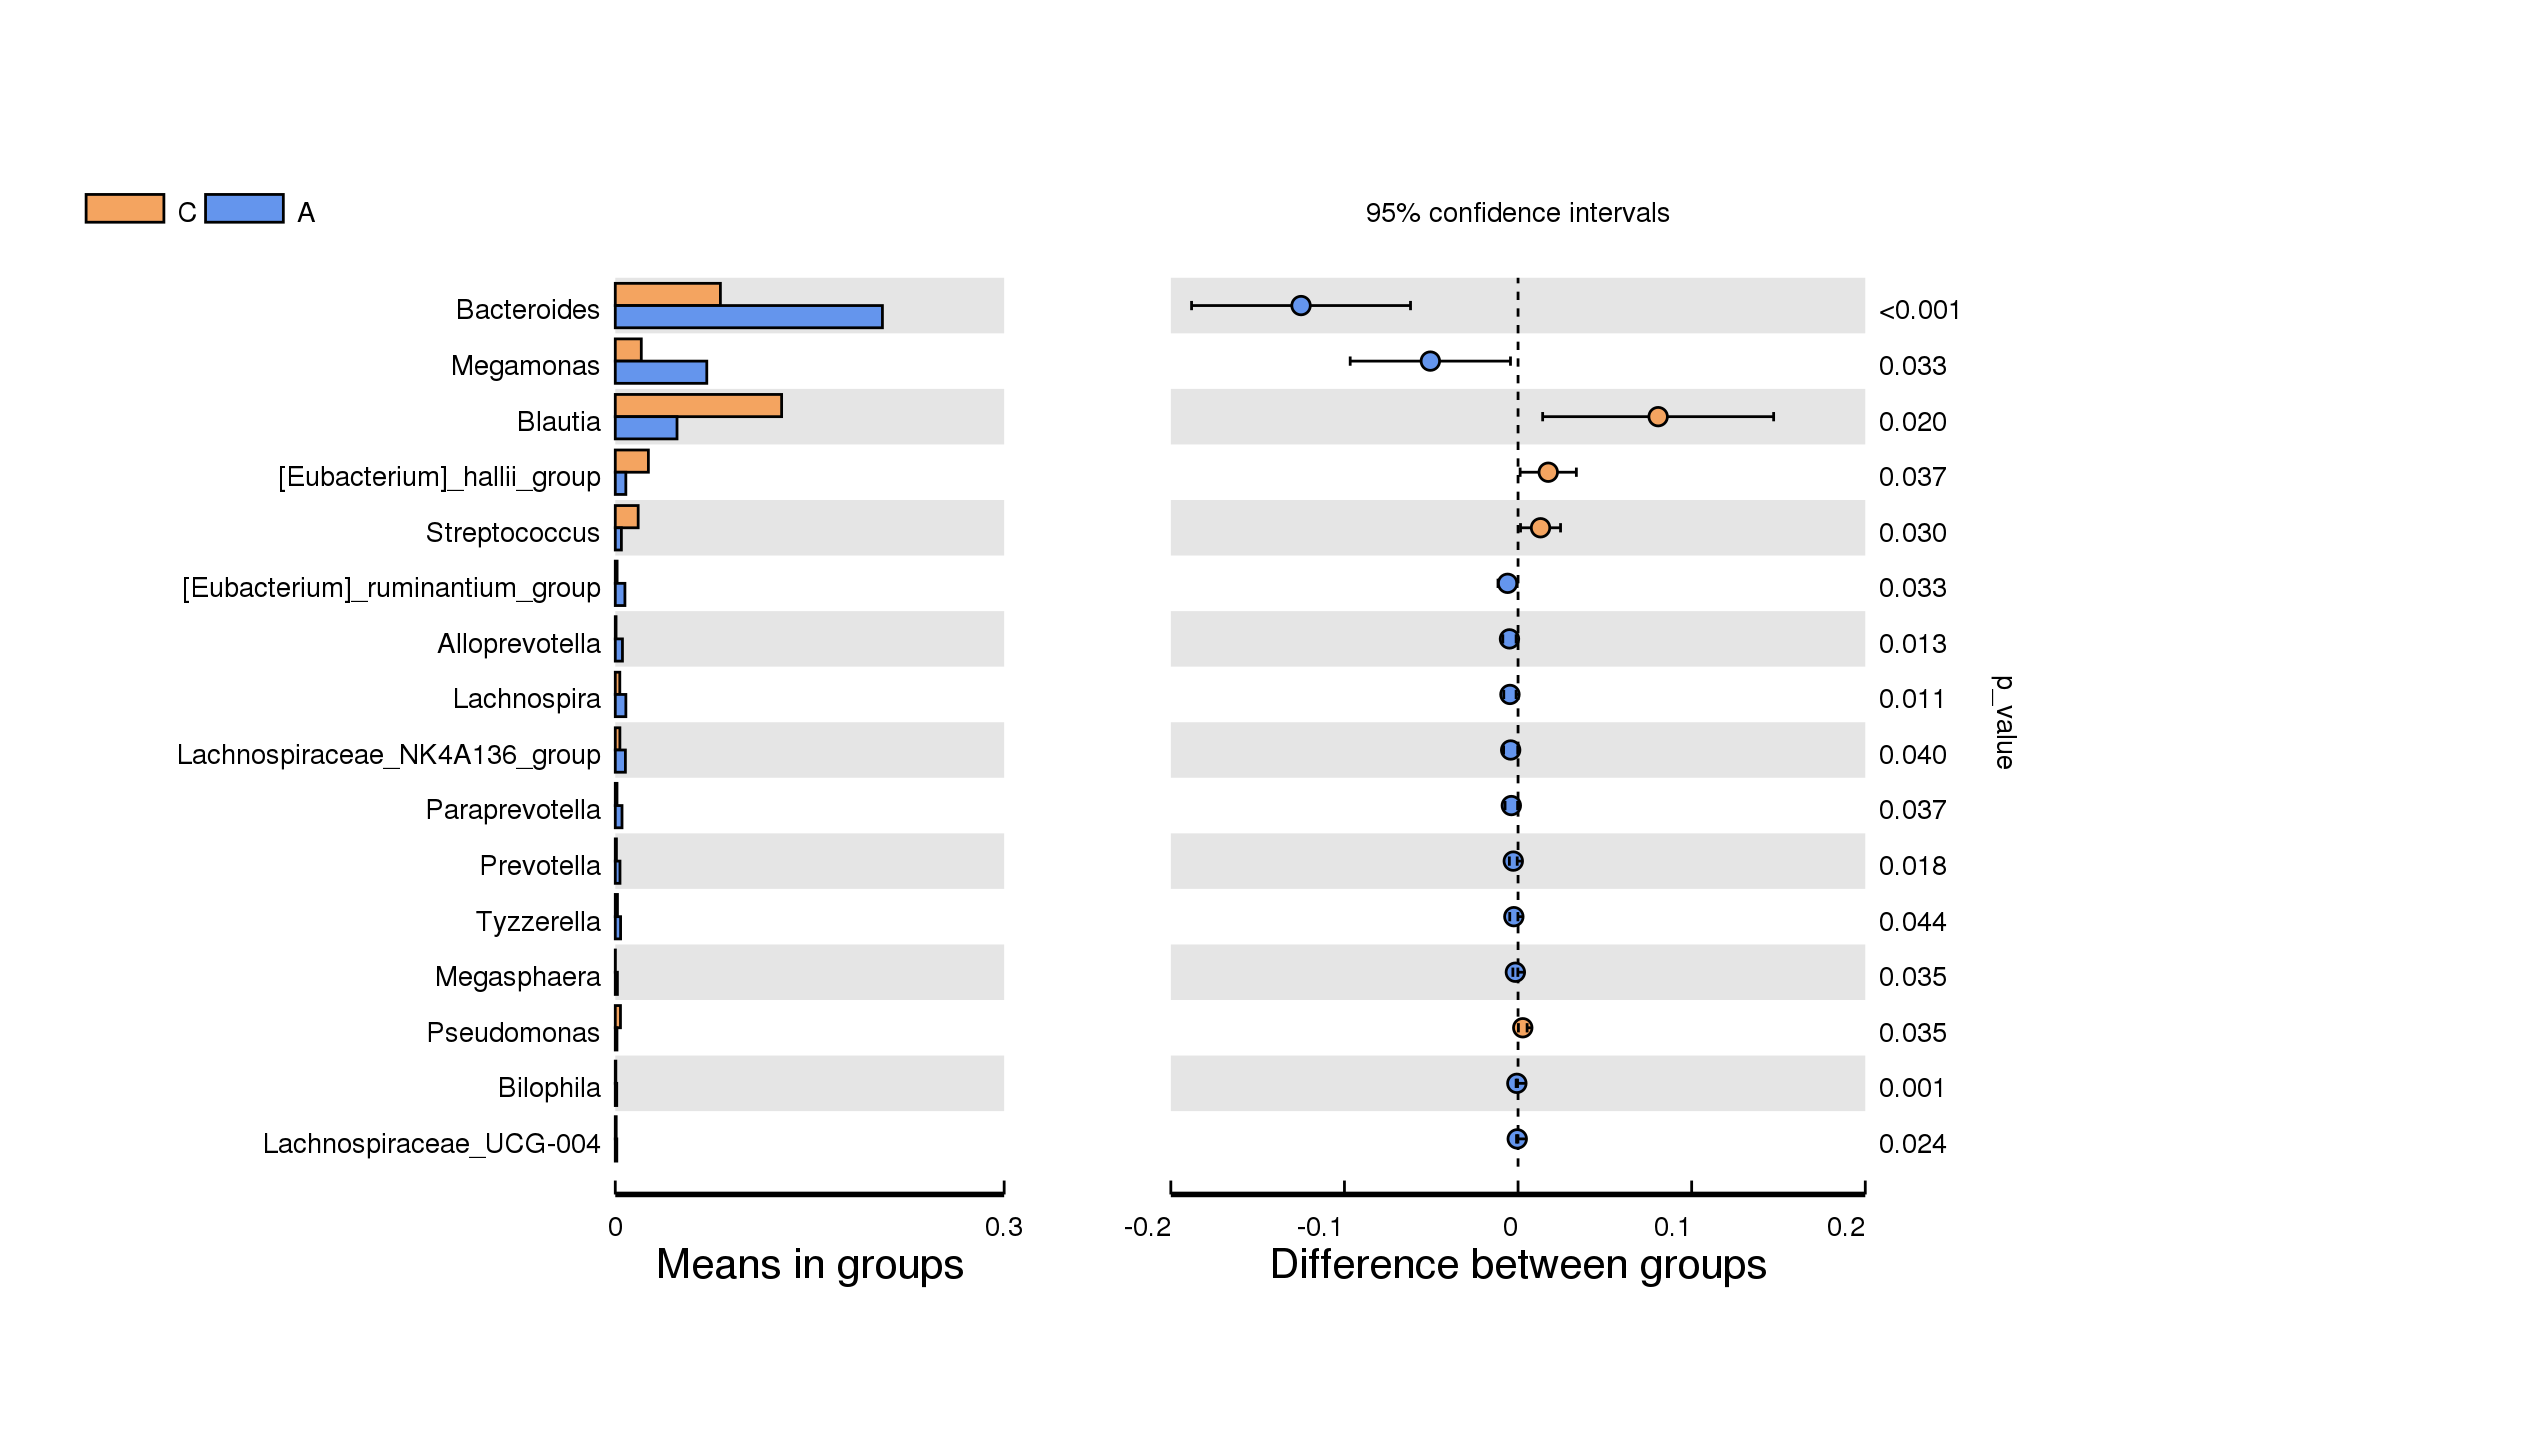 C A
95% confidence intervals
Bacteroides <0.001
Megamonas 0.033
Blautia 0.020
[Eubacterium]_hallii_group 0.037
Streptococcus 0.030
[Eubacterium]_ruminantium_group 0.033
Alloprevotella 0.013
Lachnospira 0.011
Lachnospiraceae_NK4A136_group 0.040
Paraprevotella 0.037
Prevotella 0.018
Tyzzerella 0.044
Megasphaera 0.035
Pseudomonas 0.035
Bilophila 0.001
Lachnospiraceae_UCG-004 0.024
p_value
0 0.3 -0.2 -0.1 0 0.1 0.2
Means in groups Difference between groups